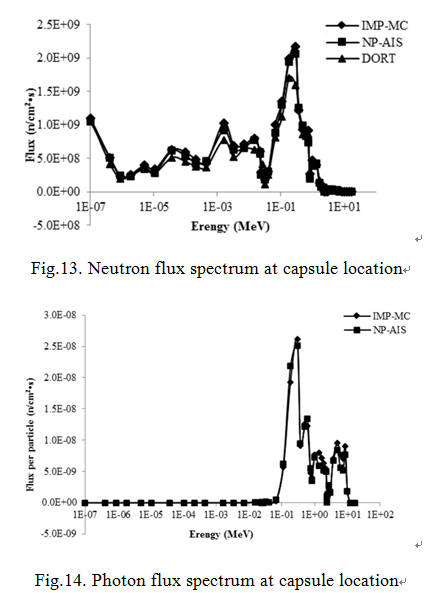 2.5E+09
2.0E+09
1.5E+09
1.0E+09
5.0E+08
0.0E+00
-5.0E+08
Flux (n/cm²•s)
IMP-MC
NP-AIS
DORT
1E-07 1E-05 1E-03 1E-01 1E+01
Erengy (MeV)
Fig.13. Neutron flux spectrum at capsule location
3.0E-08
2.5E-08
2.0E-08
1.5E-08
1.0E-08
5.0E-09
0.0E+00
-5.0E-09
Flux per particle (n/cm²•s)
IMP-MC
NP-AIS
1E-07 1E-06 1E-05 1E-04 1E-03 1E-02 1E-01 1E+00 1E+01 1E+02
Erengy (MeV)
Fig.14. Photon flux spectrum at capsule location